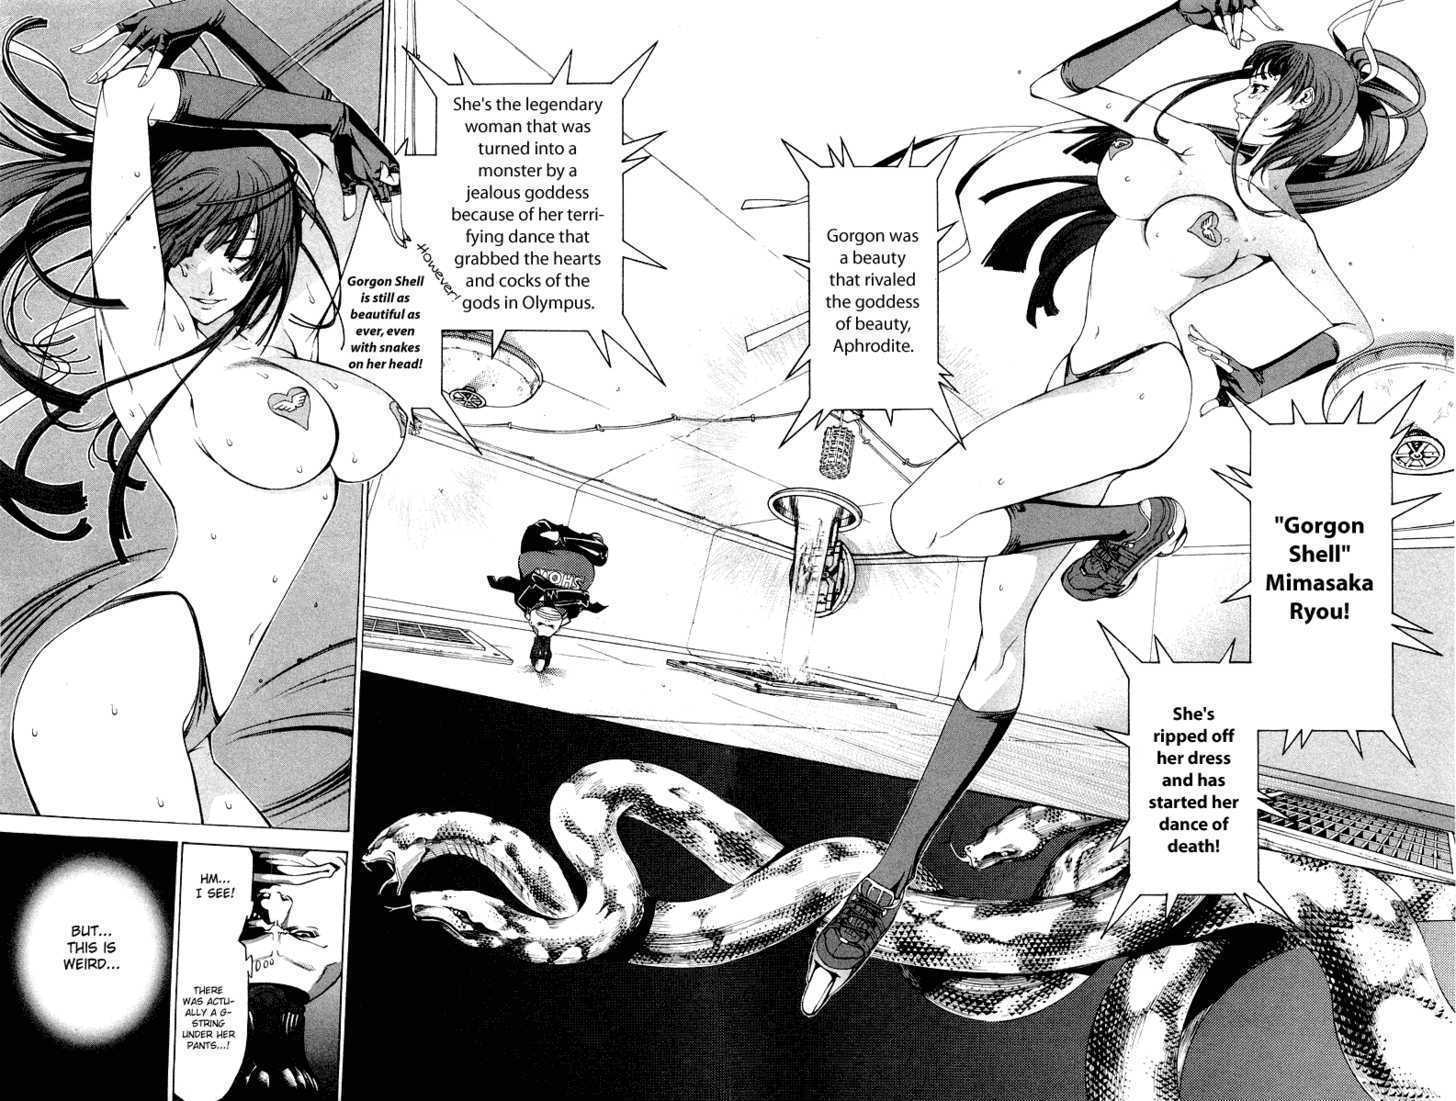 "Gorgon
Shell"
Mimasaka
Ryou!
She's
ripped off
her dress
and has
started her
dance of
death!
Gorgon was
a beauty
that rivaled
the goddess
of beauty,
Aphrodite.
She's the legendary
woman that was
turned into a
monster by a
jealous goddess
because of her terri-
fying dance that
grabbed the hearts
and cocks of the
gods in Olympus.
However!
Gorgon Shell
is still as
beautiful as
ever, even
with snakes
on her head!
SHOW
HM...
I SEE!
THERE
WAS ACTU-
ALLY A G-
STRING
UNDER HER
PANTS...!
BUT...
THIS IS
WEIRD...